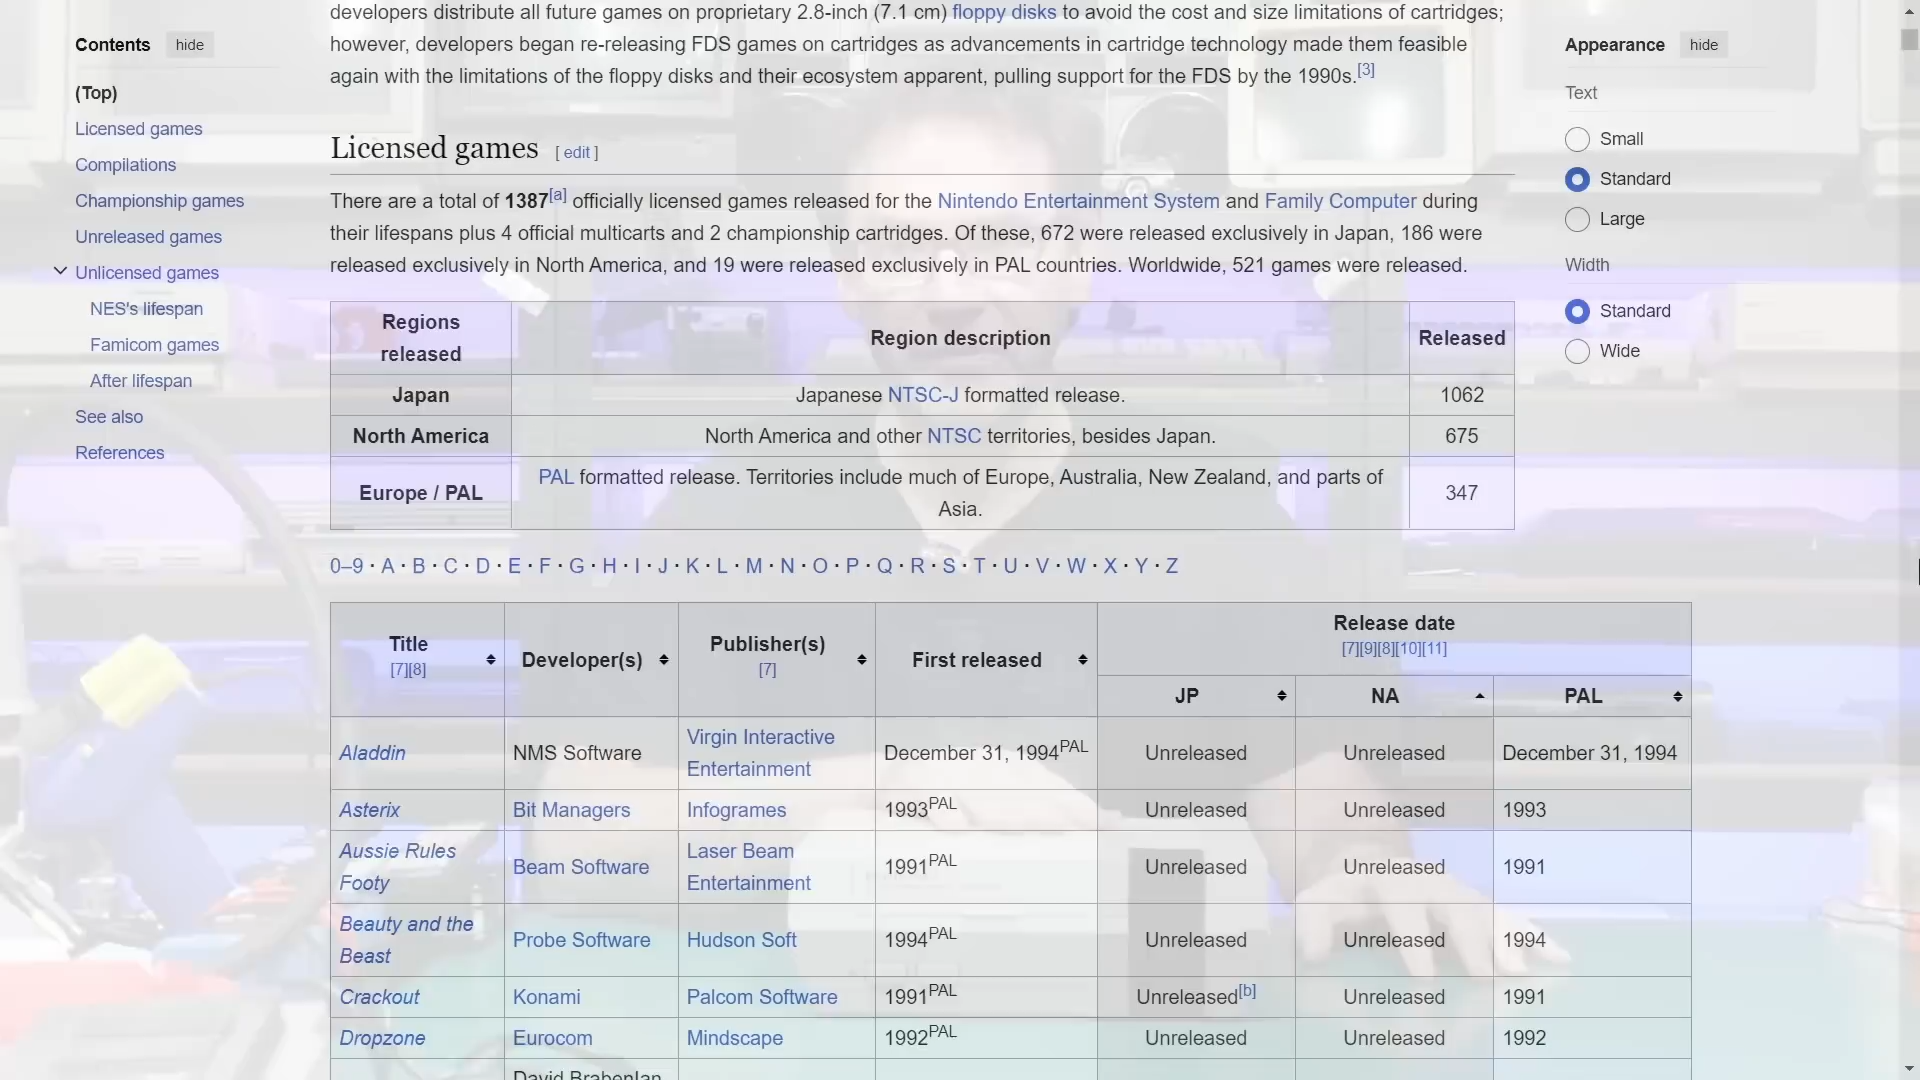 developers distribute all future games on proprietary 2.8-inch (7.1 cm) floppy disks to avoid the cost and size limitations of cartridges;
however, developers began re-releasing FDS games on cartridges as advancements in cartridge technology made them feasible
again with the limitations of the floppy disks and their ecosystem apparent, pulling support for the FDS by the 1990s.[3]
Contents hide
(Top)
Licensed games
Compilations
Championship games
Unreleased games
Unlicensed games
NES's lifespan
Famicom games
After lifespan
See also
References
Appearance hide
Text
Small
Standard
Large
Width
Standard
Wide
Licensed games [ edit ]
There are a total of 1387[a] officially licensed games released for the Nintendo Entertainment System and Family Computer during
their lifespans plus 4 official multicarts and 2 championship cartridges. Of these, 672 were released exclusively in Japan, 186 were
released exclusively in North America, and 19 were released exclusively in PAL countries. Worldwide, 521 games were released.
Regions
released
Region description
Released
Japan Japanese NTSC-J formatted release. 1062
North America North America and other NTSC territories, besides Japan. 675
Europe / PAL
PAL formatted release. Territories include much of Europe, Australia, New Zealand, and parts of
Asia.
347
0–9 · A · B · C · D · E · F · G · H · I · J · K · L · M · N · O · P · Q · R · S · T · U · V · W · X · Y · Z
Title
[7][8]
Developer(s)
Publisher(s)
[7]
First released
Release date
[7][9][8][10][11]
JP NA PAL
Aladdin
NMS Software
Virgin Interactive
Entertainment
December 31, 1994PAL
Unreleased Unreleased December 31, 1994
Asterix Bit Managers Infogrames 1993PAL Unreleased Unreleased 1993
Aussie Rules
Footy
Beam Software
Laser Beam
Entertainment
1991PAL
Unreleased Unreleased 1991
Beauty and the
Beast
Probe Software Hudson Soft 1994PAL Unreleased Unreleased 1994
Crackout Konami Palcom Software 1991PAL Unreleased[b] Unreleased 1991
Dropzone Eurocom Mindscape 1992PAL Unreleased Unreleased 1992
David